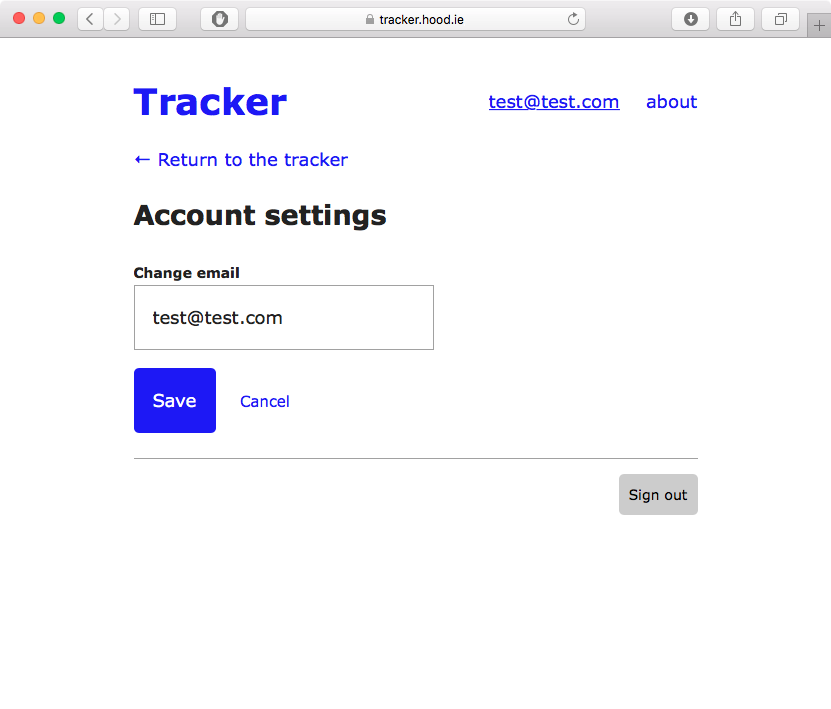 tracker.hood.ie
Tracker
test@test.com about
← Return to the tracker
Account settings
Change email
test@test.com
Save Cancel
Sign out